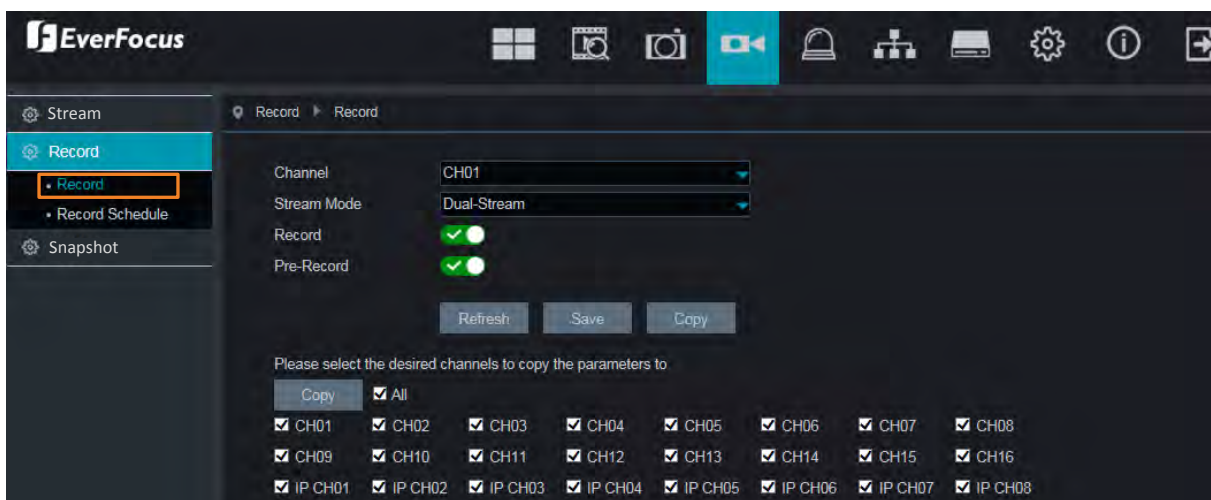 EverFocus
Stream
Record ▶ Record
Record
Record
Record Schedule
Snapshot
Channel CH01
Stream Mode Dual-Stream
Record
Pre-Record
Refresh Save Copy
Please select the desired channels to copy the parameters to
Copy All
CH01 CH02 CH03 CH04 CH05 CH06 CH07 CH08
CH09 CH10 CH11 CH12 CH13 CH14 CH15 CH16
IP CH01 IP CH02 IP CH03 IP CH04 IP CH05 IP CH06 IP CH07 IP CH08